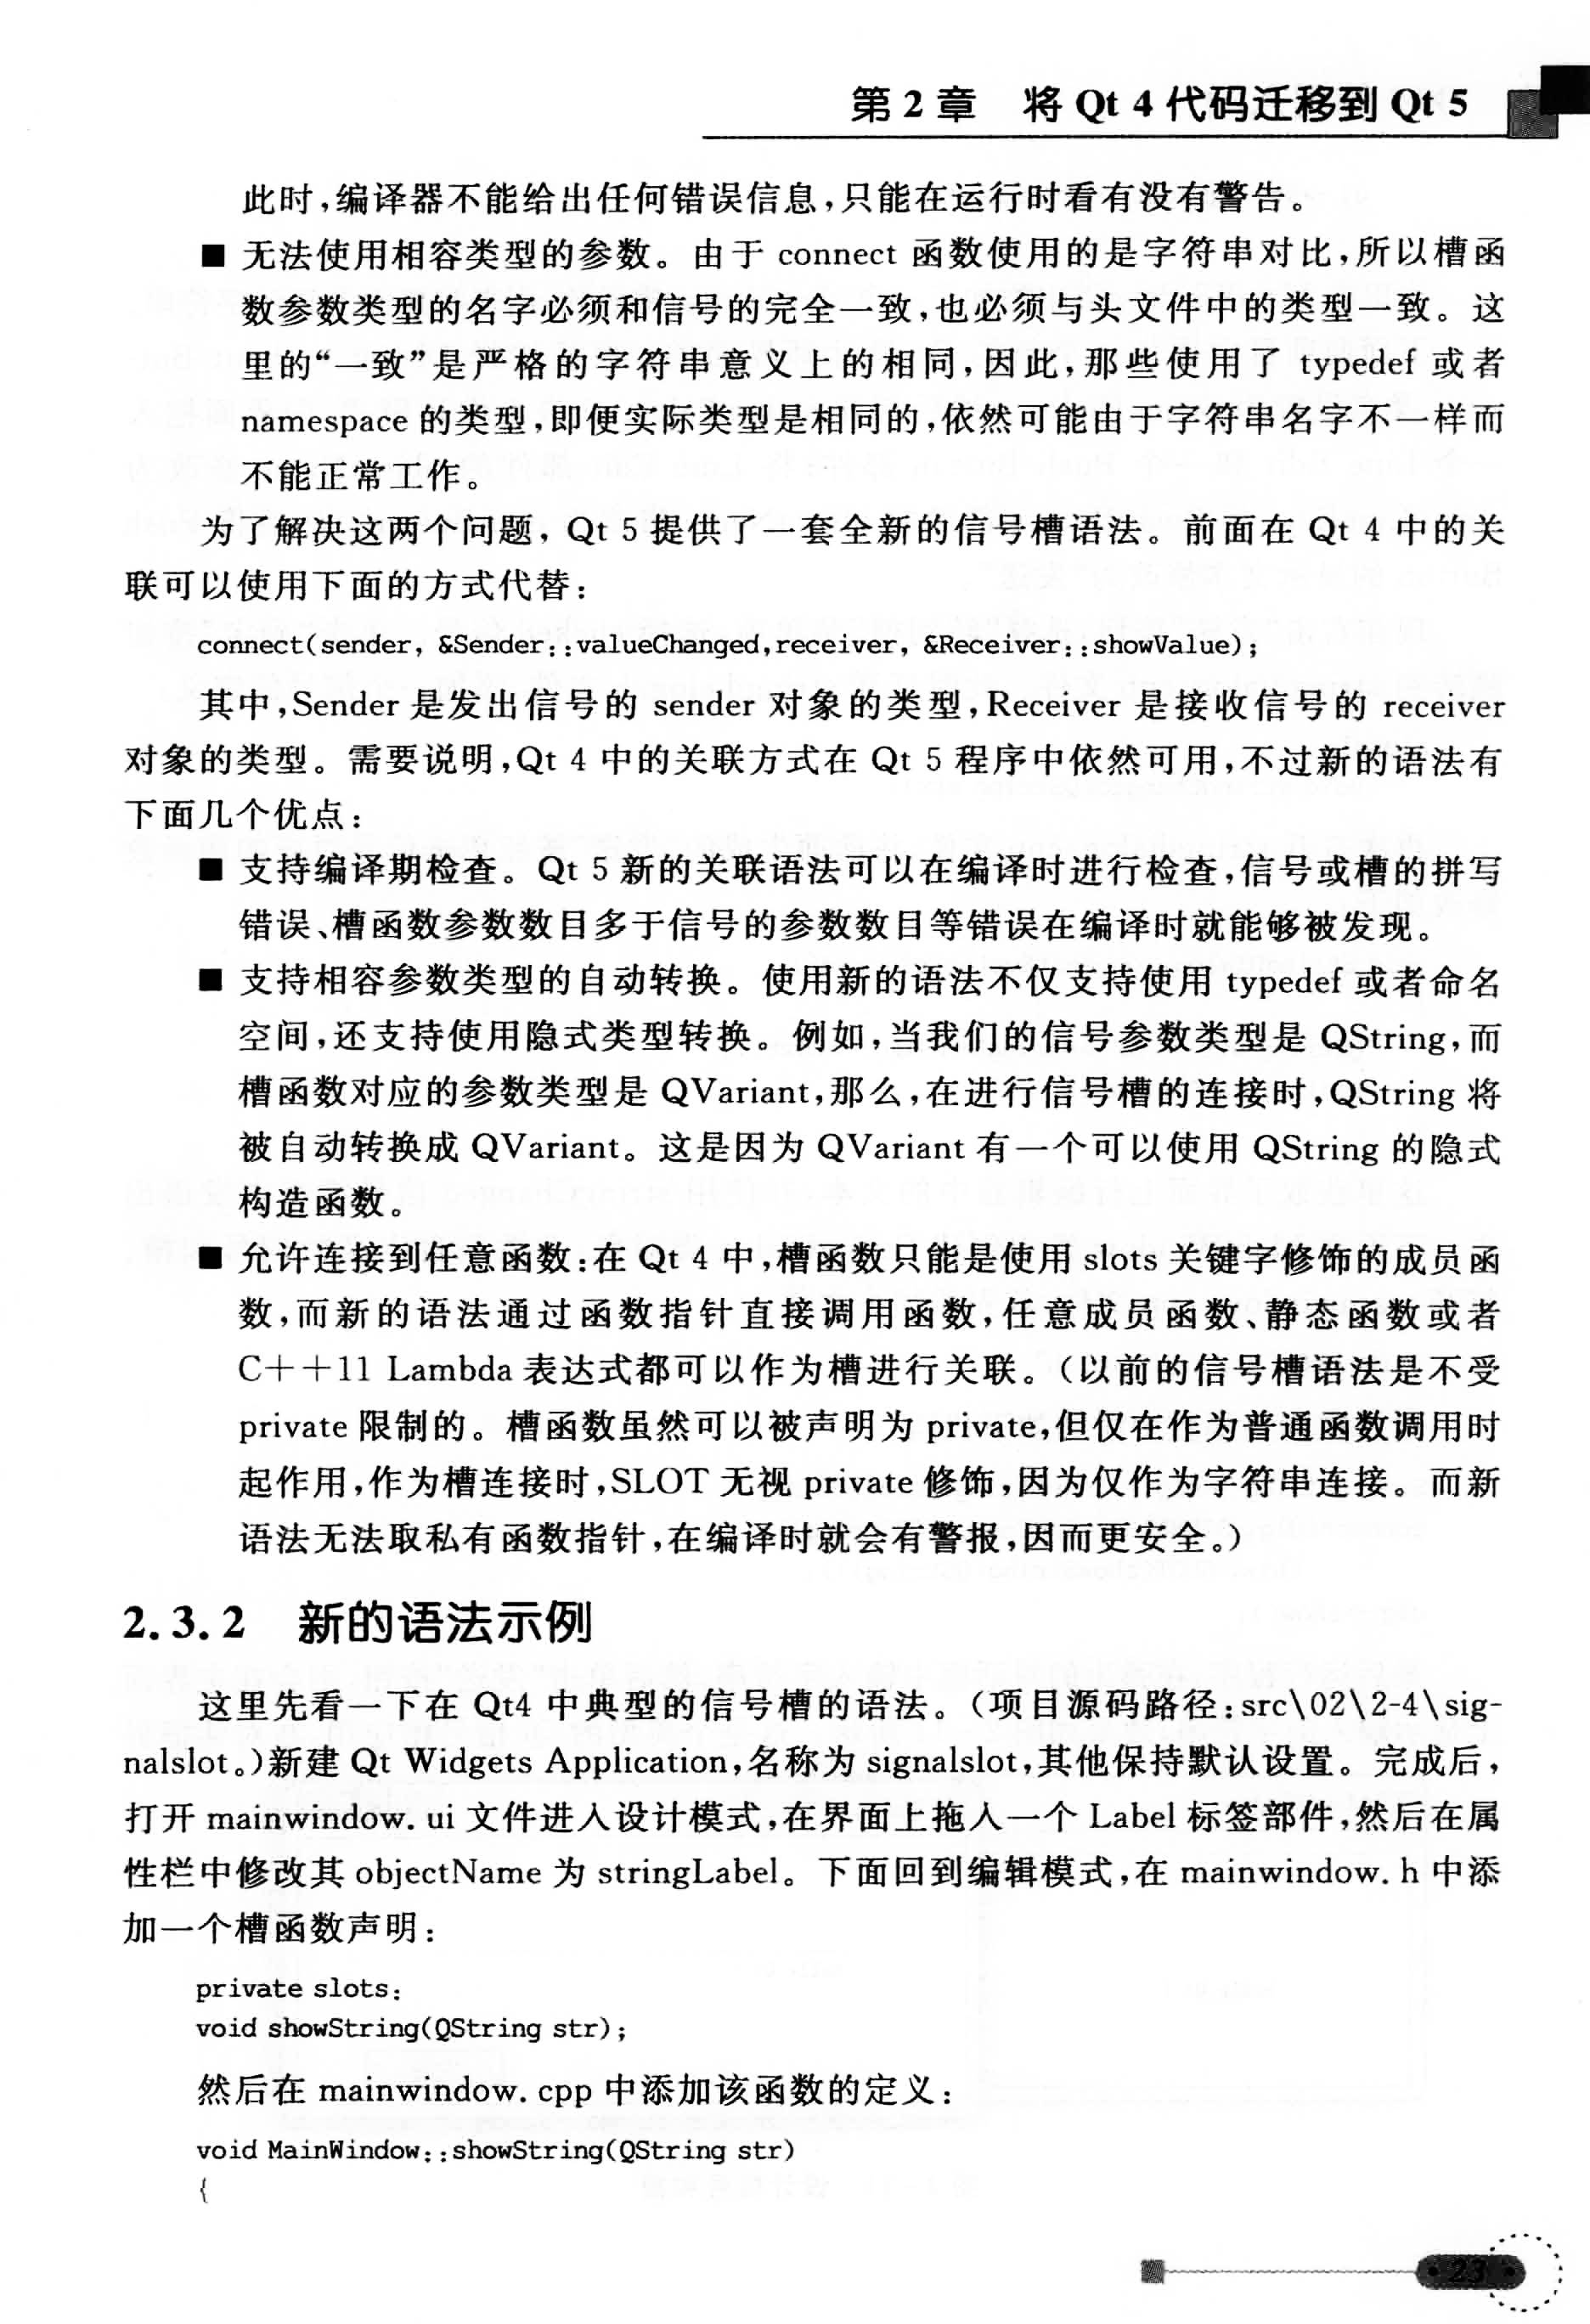 第 2 章　将 Qt 4 代码迁移到 Qt 5
此时,编译器不能给出任何错误信息,只能在运行时看有没有警告。
■ 无法使用相容类型的参数。由于 connect 函数使用的是字符串对比,所以槽函
数参数类型的名字必须和信号的完全一致,也必须与头文件中的类型一致。这
里的“一致”是严格的字符串意义上的相同,因此,那些使用了 typedef 或者
namespace 的类型,即便实际类型是相同的,依然可能由于字符串名字不一样而
不能正常工作。
为了解决这两个问题, Qt 5 提供了一套全新的信号槽语法。前面在 Qt 4 中的关
联可以使用下面的方式代替:
connect(sender, &Sender::valueChanged,receiver, &Receiver::showValue);
其中,Sender 是发出信号的 sender 对象的类型,Receiver 是接收信号的 receiver
对象的类型。需要说明,Qt 4 中的关联方式在 Qt 5 程序中依然可用,不过新的语法有
下面几个优点:
■ 支持编译期检查。Qt 5 新的关联语法可以在编译时进行检查,信号或槽的拼写
错误、槽函数参数数目多于信号的参数数目等错误在编译时就能够被发现。
■ 支持相容参数类型的自动转换。使用新的语法不仅支持使用 typedef 或者命名
空间,还支持使用隐式类型转换。例如,当我们的信号参数类型是 QString,而
槽函数对应的参数类型是 QVariant,那么,在进行信号槽的连接时,QString 将
被自动转换成 QVariant。这是因为 QVariant 有一个可以使用 QString 的隐式
构造函数。
■ 允许连接到任意函数:在 Qt 4 中,槽函数只能是使用 slots 关键字修饰的成员函
数,而新的语法通过函数指针直接调用函数,任意成员函数、静态函数或者
C++11 Lambda 表达式都可以作为槽进行关联。(以前的信号槽语法是不受
private 限制的。槽函数虽然可以被声明为 private,但仅在作为普通函数调用时
起作用,作为槽连接时,SLOT 无视 private 修饰,因为仅作为字符串连接。而新
语法无法取私有函数指针,在编译时就会有警报,因而更安全。)
2.3.2　新的语法示例
这里先看一下在 Qt4 中典型的信号槽的语法。(项目源码路径:src\02\2-4\sig-
nalslot。)新建 Qt Widgets Application,名称为 signalslot,其他保持默认设置。完成后,
打开 mainwindow.ui 文件进入设计模式,在界面上拖入一个 Label 标签部件,然后在属
性栏中修改其 objectName 为 stringLabel。下面回到编辑模式,在 mainwindow.h 中添
加一个槽函数声明:
private slots:
void showString(QString str);
然后在 mainwindow.cpp 中添加该函数的定义:
void MainWindow::showString(QString str)
{
23